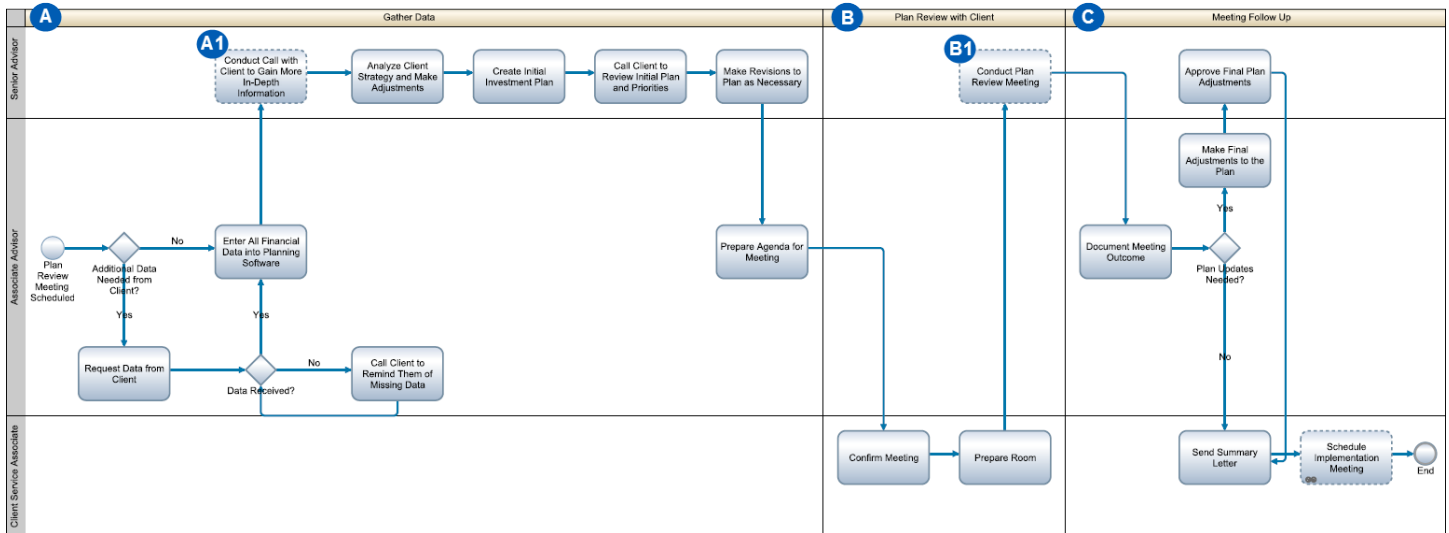 A
Gather Data
B
Plan Review with Client
C
Meeting Follow Up
Senior Advisor
A1
Conduct Call with
Client to Gain More
In-Depth
Information
Analyze Client
Strategy and Make
Adjustments
Create Initial
Investment Plan
Call Client to
Review Initial Plan
and Priorities
Make Revisions to
Plan as Necessary
B1
Conduct Plan
Review Meeting
Approve Final Plan
Adjustments
Associate Advisor
Plan
Review
Meeting
Scheduled
Additional Data
Needed from
Client?
No
Yes
Enter All Financial
Data into Planning
Software
Request Data from
Client
Yes
Data Received?
No
Call Client to
Remind Them of
Missing Data
Prepare Agenda for
Meeting
Make Final
Adjustments to the
Plan
Yes
Document Meeting
Outcome
Plan Updates
Needed?
No
Client Service Associate
Confirm Meeting
Prepare Room
Send Summary
Letter
Schedule
Implementation
Meeting
End